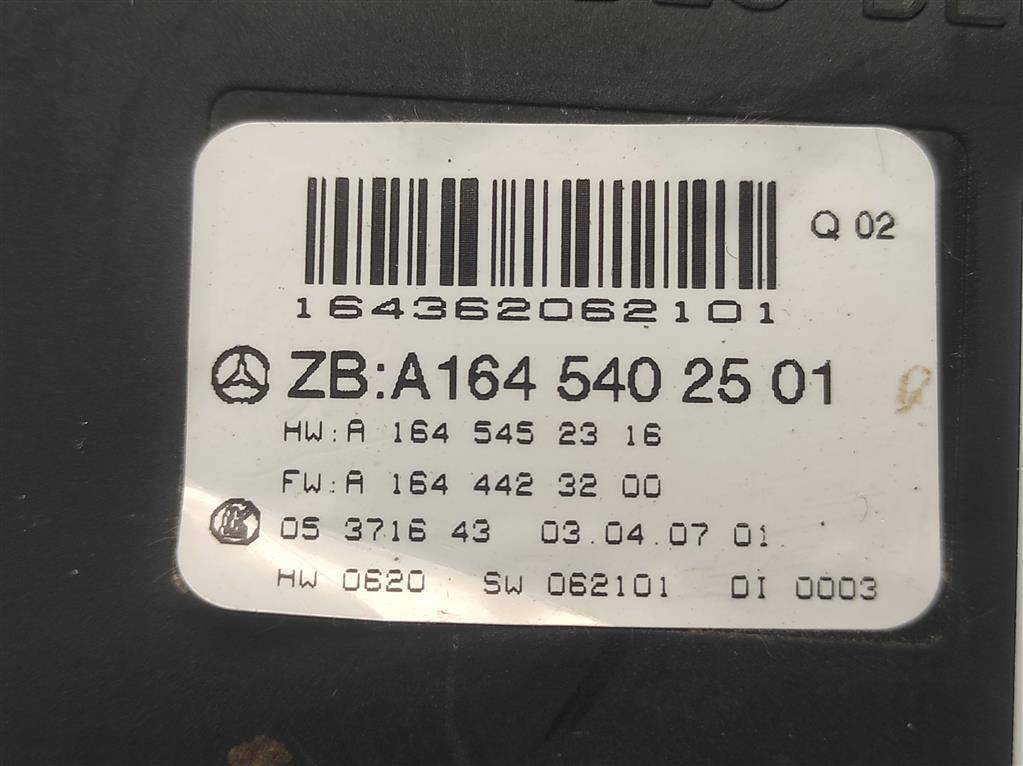 Q 02
164362062101
ZB:A164 540 25 01
HW:A 164 545 23 16
FW:A 164 442 32 00
05 3716 43 03.04.07 01
HW 0620 SW 062101 DI 0003